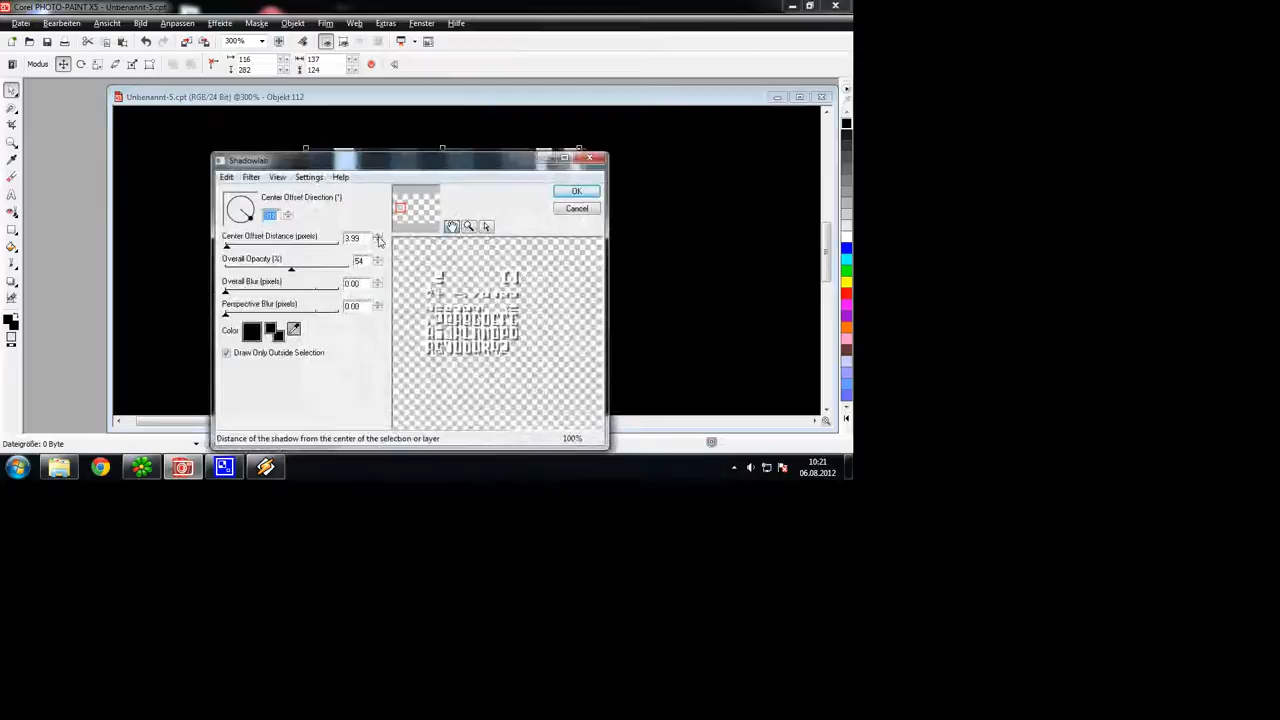 Corel PHOTO-PAINT X5 - Unbenannt-5.cpt
Datei Bearbeiten Ansicht Bild Anpassen Effekte Maske Objekt Film Web Extras Fenster Hilfe
300%
Modus 116 137
282 124
Unbenannt-5.cpt (RGB/24 Bit) @300% - Objekt 112
Shadowlab
Edit Filter View Settings Help
Center Offset Direction (°)
OK
Cancel
Center Offset Distance (pixels) 3.99
Overall Opacity (%) 54
Overall Blur (pixels) 0.00
Perspective Blur (pixels) 0.00
Color
Draw Only Outside Selection
Distance of the shadow from the center of the selection or layer 100%
Dateigröße: 0 Byte
10:21
06.08.2012